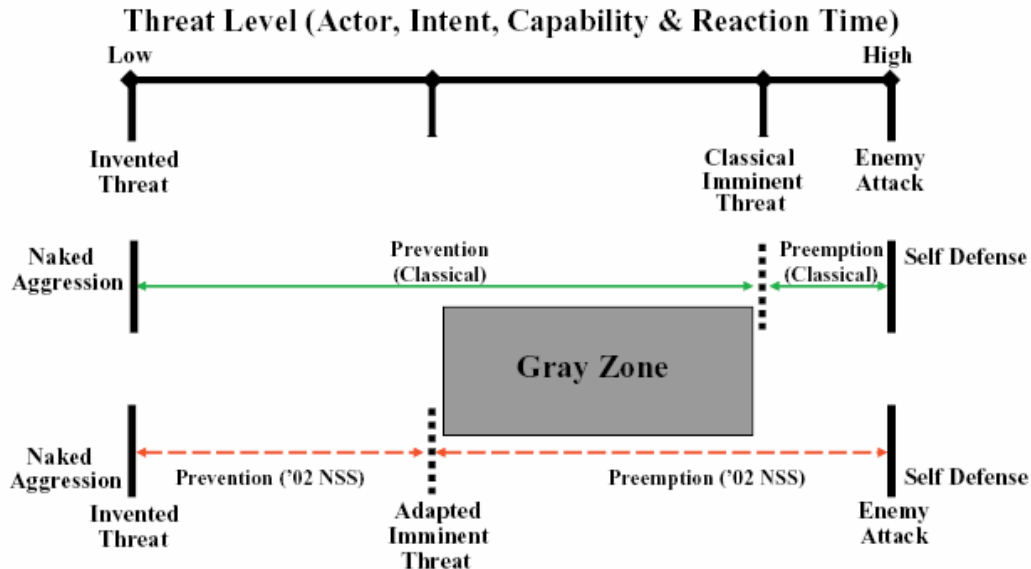 Threat Level (Actor, Intent, Capability & Reaction Time)
Low
High
Invented
Threat
Classical
Imminent
Threat
Enemy
Attack
Naked
Aggression
Prevention
(Classical)
Preemption
(Classical)
Self Defense
Gray Zone
Naked
Aggression
Prevention ('02 NSS)
Preemption ('02 NSS)
Self Defense
Invented
Threat
Adapted
Imminent
Threat
Enemy
Attack